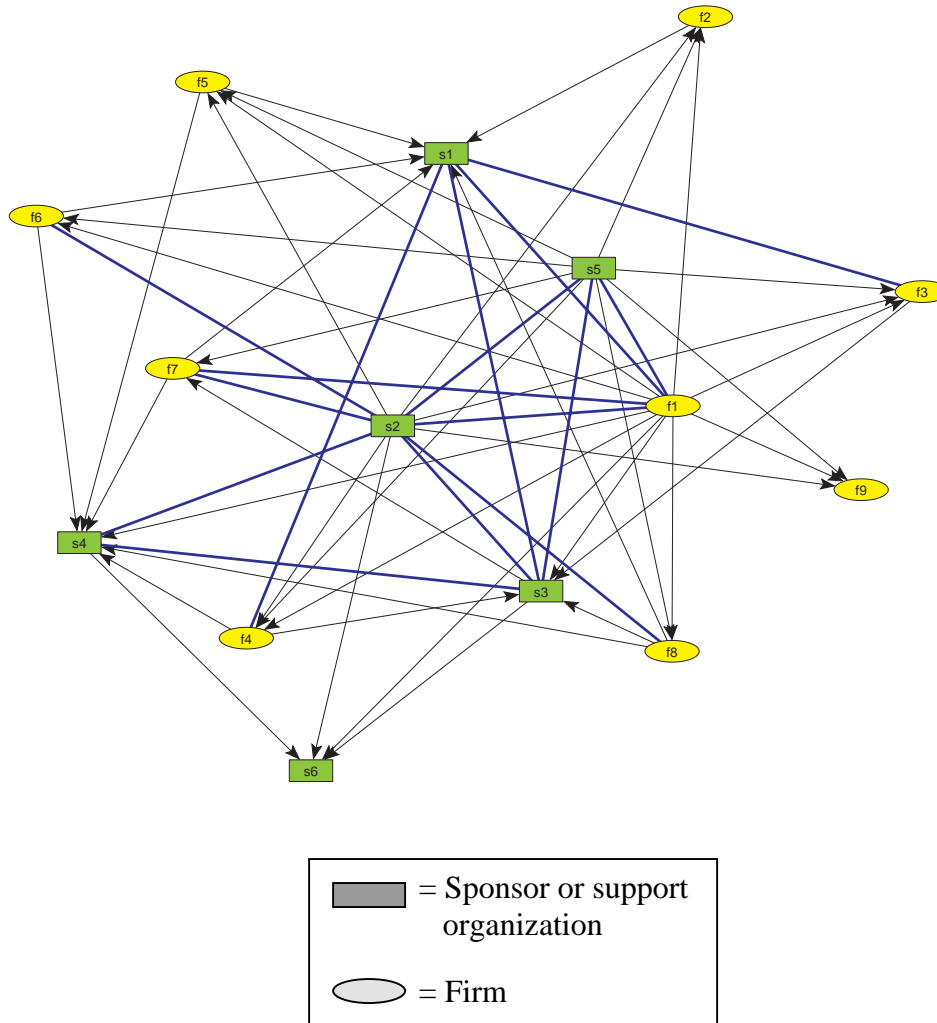 f2
f5
s1
f6
s5
f3
f7
f1
s2
f9
s4
s3
f4
f8
s6
= Sponsor or support
organization
= Firm